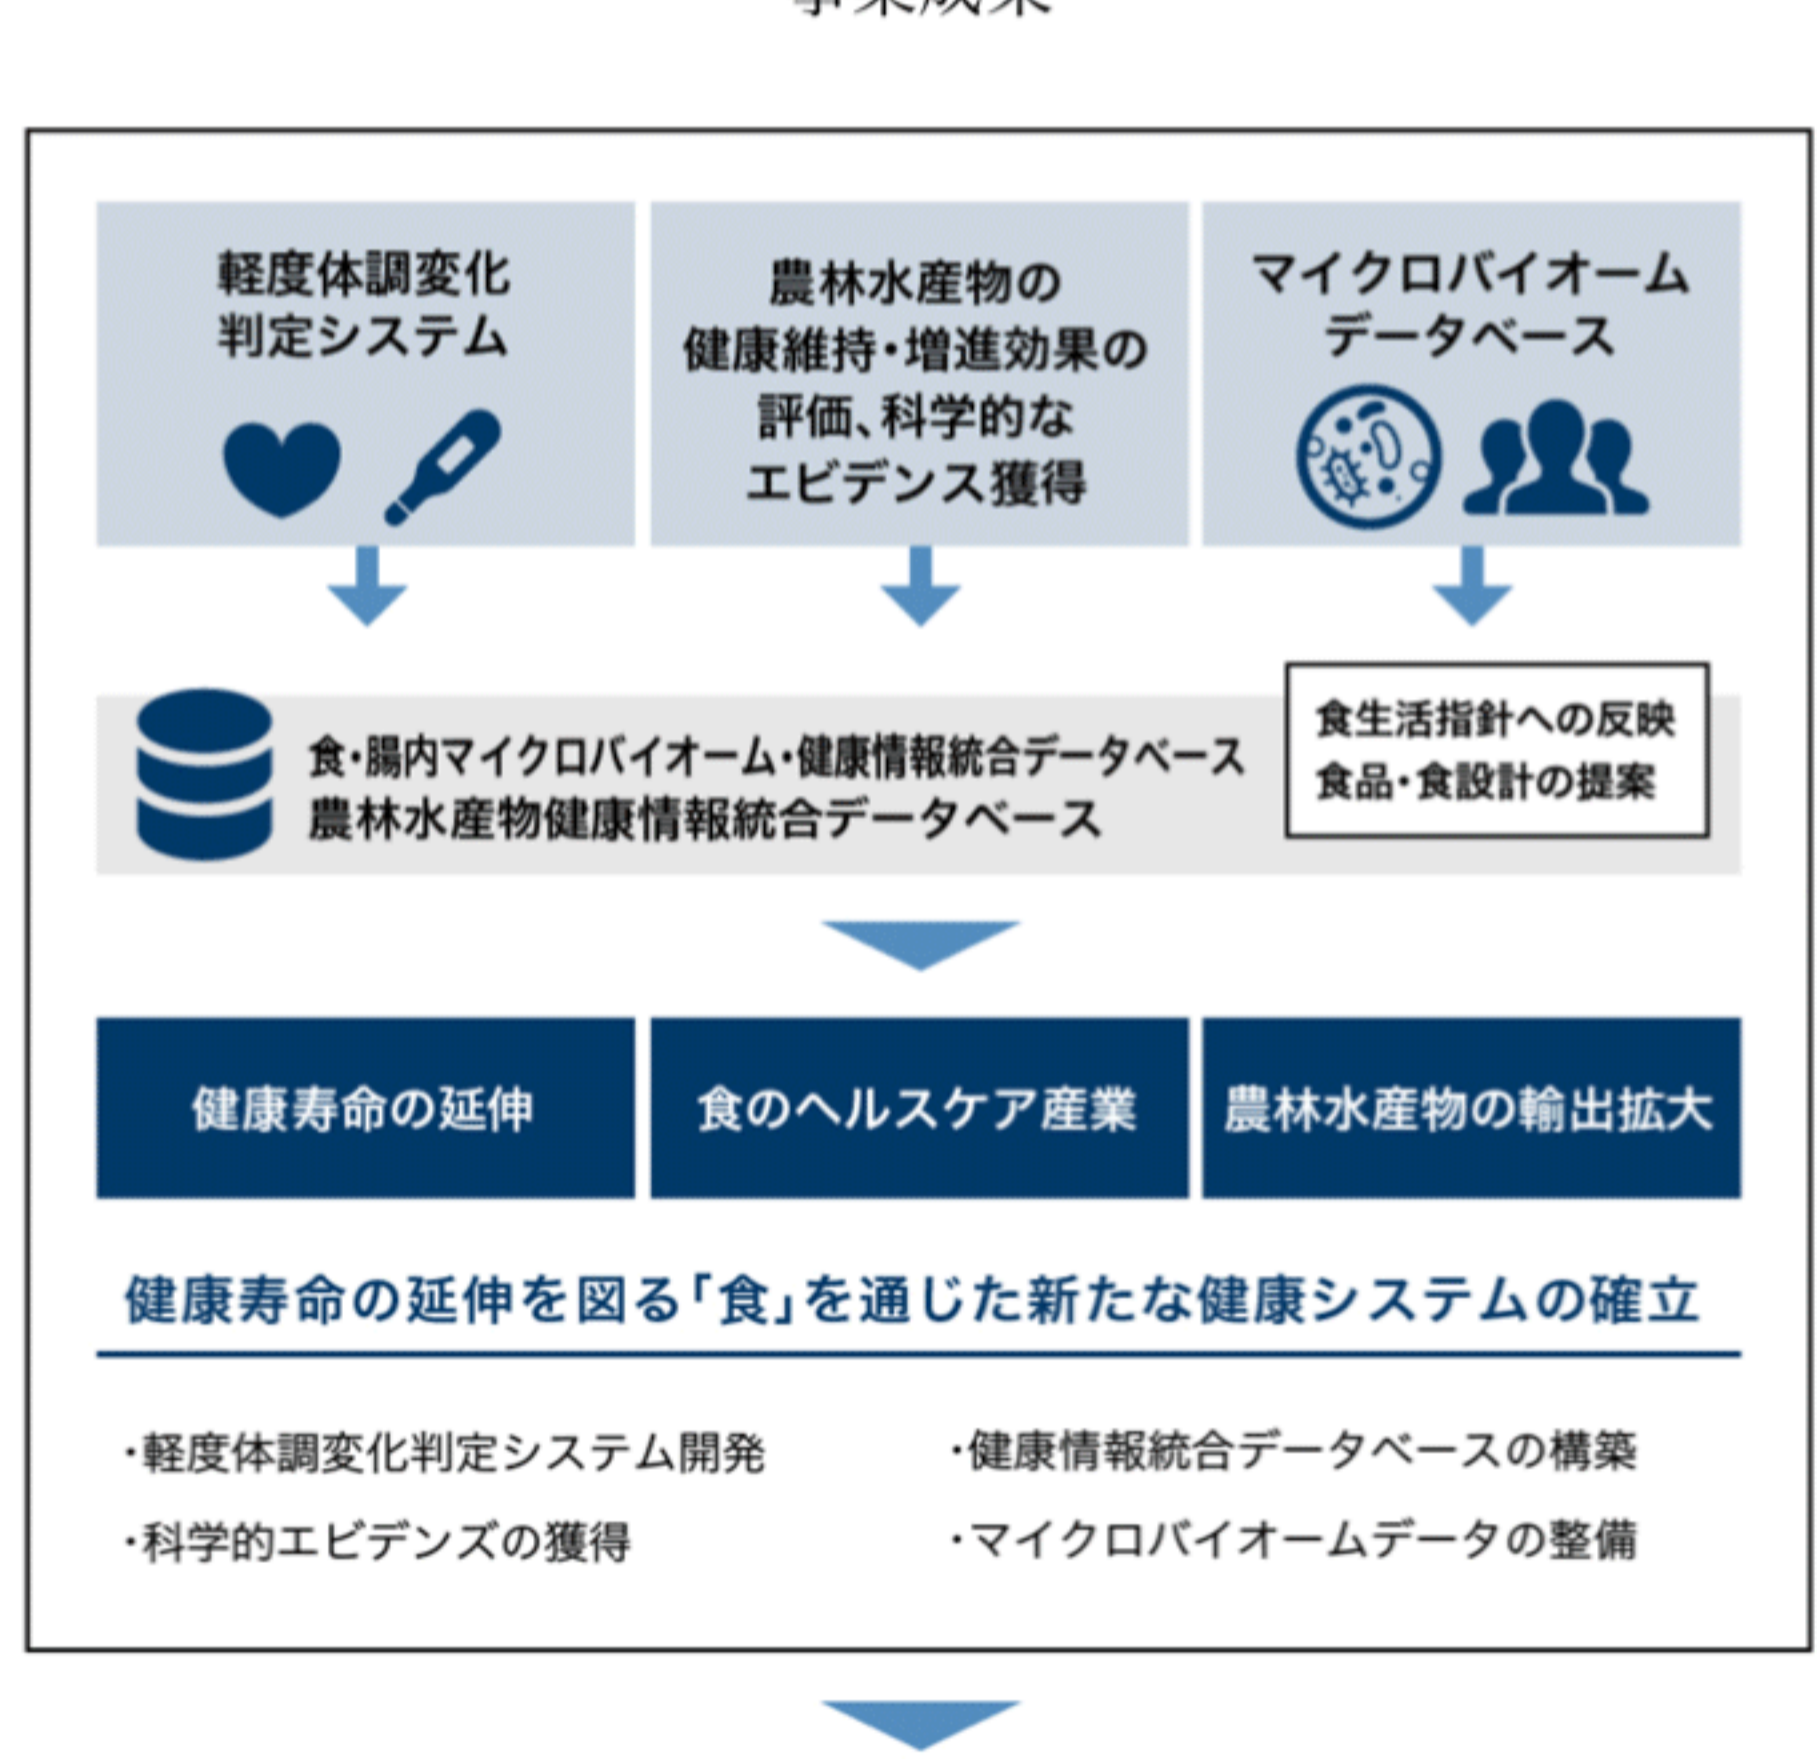 事業成果
軽度体調変化
判定システム
農林水産物の
健康維持・増進効果の
評価、科学的な
エビデンス獲得
マイクロバイオーム
データベース
食・腸内マイクロバイオーム・健康情報統合データベース
農林水産物健康情報統合データベース
食生活指針への反映
食品・食設計の提案
健康寿命の延伸
食のヘルスケア産業
農林水産物の輸出拡大
健康寿命の延伸を図る「食」を通じた新たな健康システムの確立
・軽度体調変化判定システム開発
・健康情報統合データベースの構築
・科学的エビデンズの獲得
・マイクロバイオームデータの整備